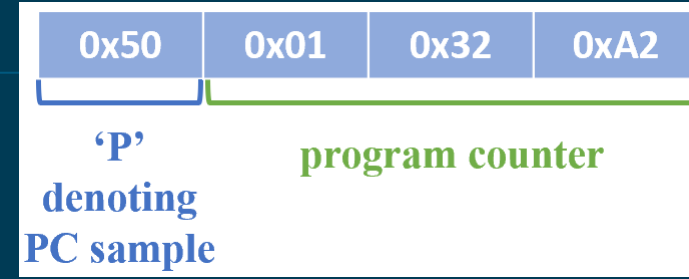 0x50 0x01 0x32 0xA2
‘P’
denoting
PC sample
program counter